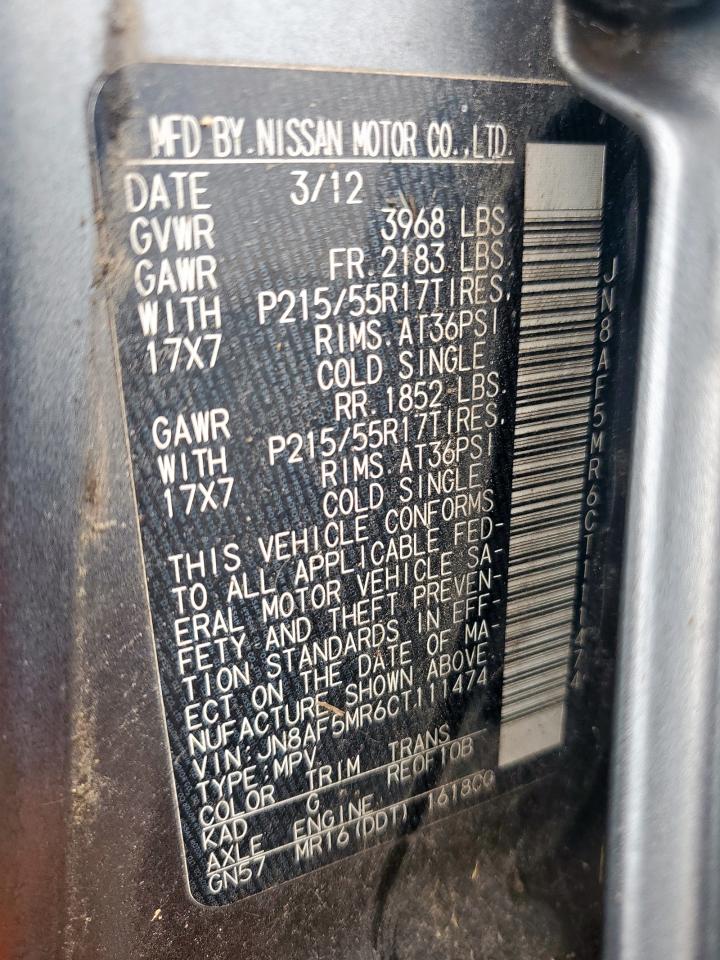 MFD BY.NISSAN MOTOR CO.,LTD.
DATE 3/12
GVWR 3968 LBS
GAWR FR.2183 LBS
WITH P215/55R17TIRES,
17X7 RIMS.AT36PSI
COLD SINGLE
GAWR RR.1852 LBS.
WITH P215/55R17TIRES,
17X7 RIMS.AT36PSI
COLD SINGLE
THIS VEHICLE CONFORMS
TO ALL APPLICABLE FED-
ERAL MOTOR VEHICLE SA-
FETY AND THEFT PREVEN-
TION STANDARDS IN EFF-
ECT ON THE DATE OF MA-
NUFACTURE SHOWN ABOVE
VIN:JN8AF5MR6CT111474
TYPE:MPV
COLOR TRIM TRANS
KAD G RE0F10B
AXLE ENGINE
GN57 MR16(DDT) 1618CC
JN8AF5MR6CT111474